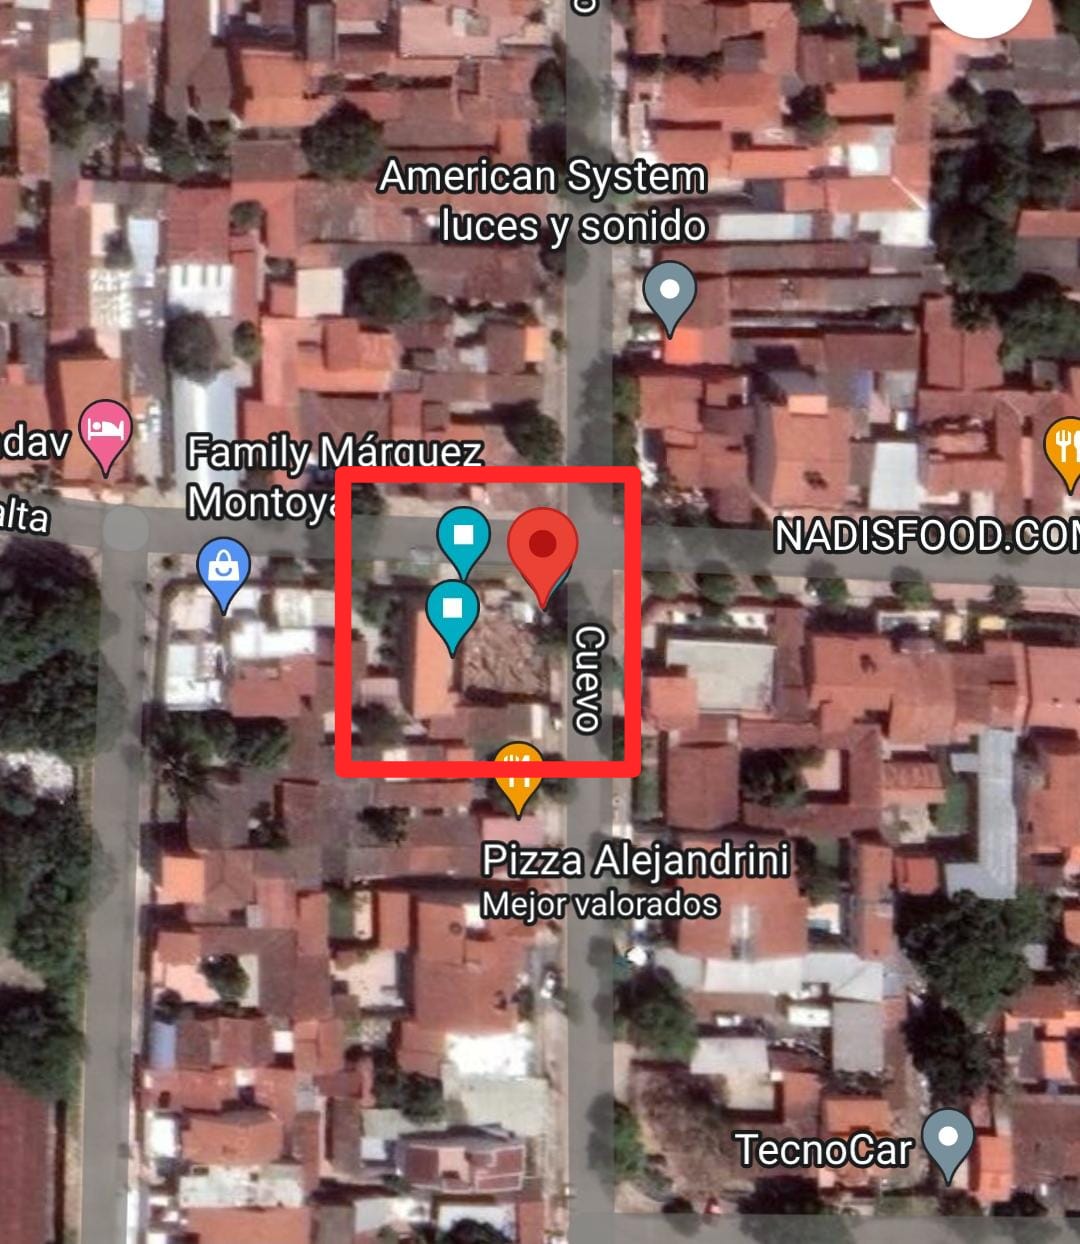 o
American System
luces y sonido
dav
Family Márquez
Montoya
alta
NADISFOOD.COM
Cuevo
Pizza Alejandrini
Mejor valorados
TecnoCar